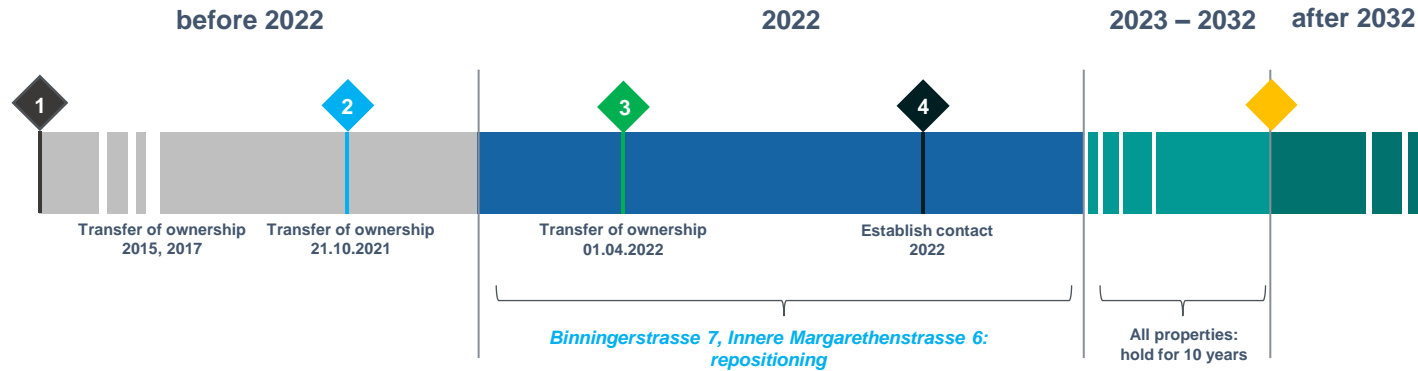 before 2022
2022
2023 – 2032
after 2032
1
2
3
4
Transfer of ownership
2015, 2017
Transfer of ownership
21.10.2021
Transfer of ownership
01.04.2022
Establish contact
2022
Binningerstrasse 7, Innere Margarethenstrasse 6:
repositioning
All properties:
hold for 10 years